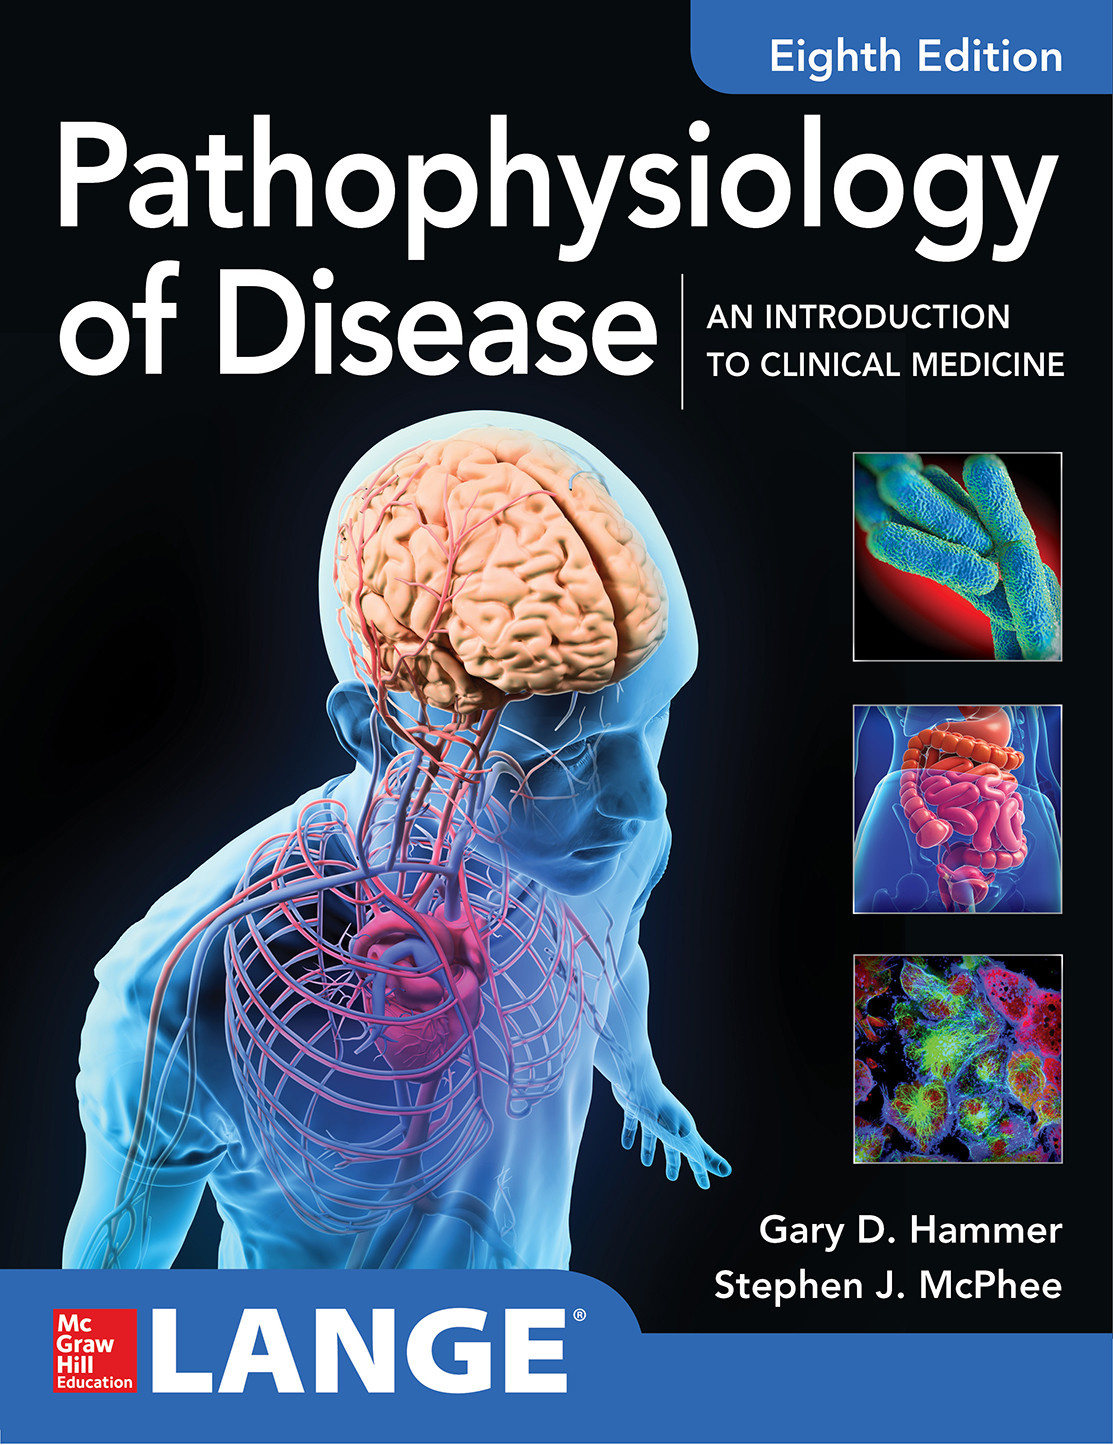 Eighth Edition
Pathophysiology
of Disease
AN INTRODUCTION
TO CLINICAL MEDICINE
Gary D. Hammer
Stephen J. McPhee
Mc
Graw
Hill
Education
LANGE®